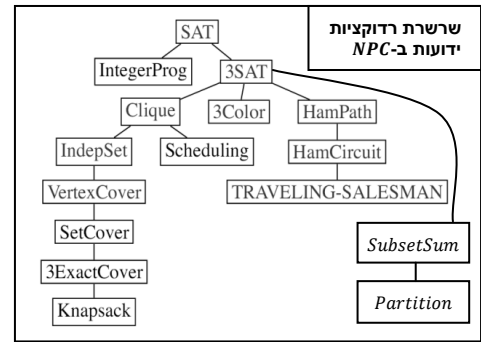 שרשרת רדוקציות
ידועות ב-NPC
SAT
IntegerProg
3SAT
Clique
3Color
HamPath
IndepSet
Scheduling
HamCircuit
VertexCover
TRAVELING-SALESMAN
SetCover
SubsetSum
3ExactCover
Partition
Knapsack